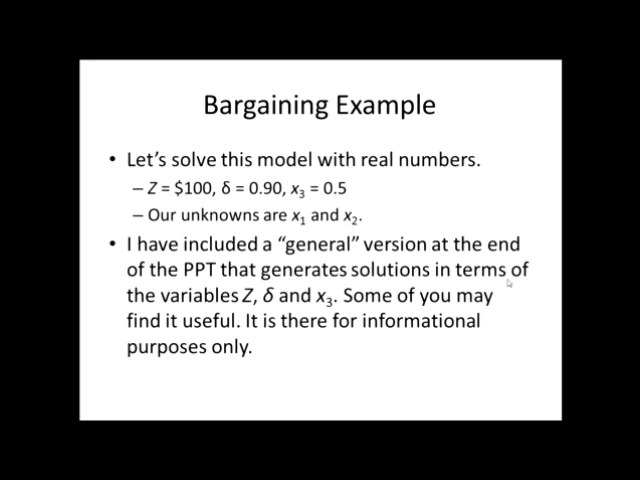 Bargaining Example
• Let's solve this model with real numbers.
– Z = $100, δ = 0.90, x₃ = 0.5
– Our unknowns are x₁ and x₂.
• I have included a “general” version at the end
of the PPT that generates solutions in terms of
the variables Z, δ and x₃. Some of you may
find it useful. It is there for informational
purposes only.